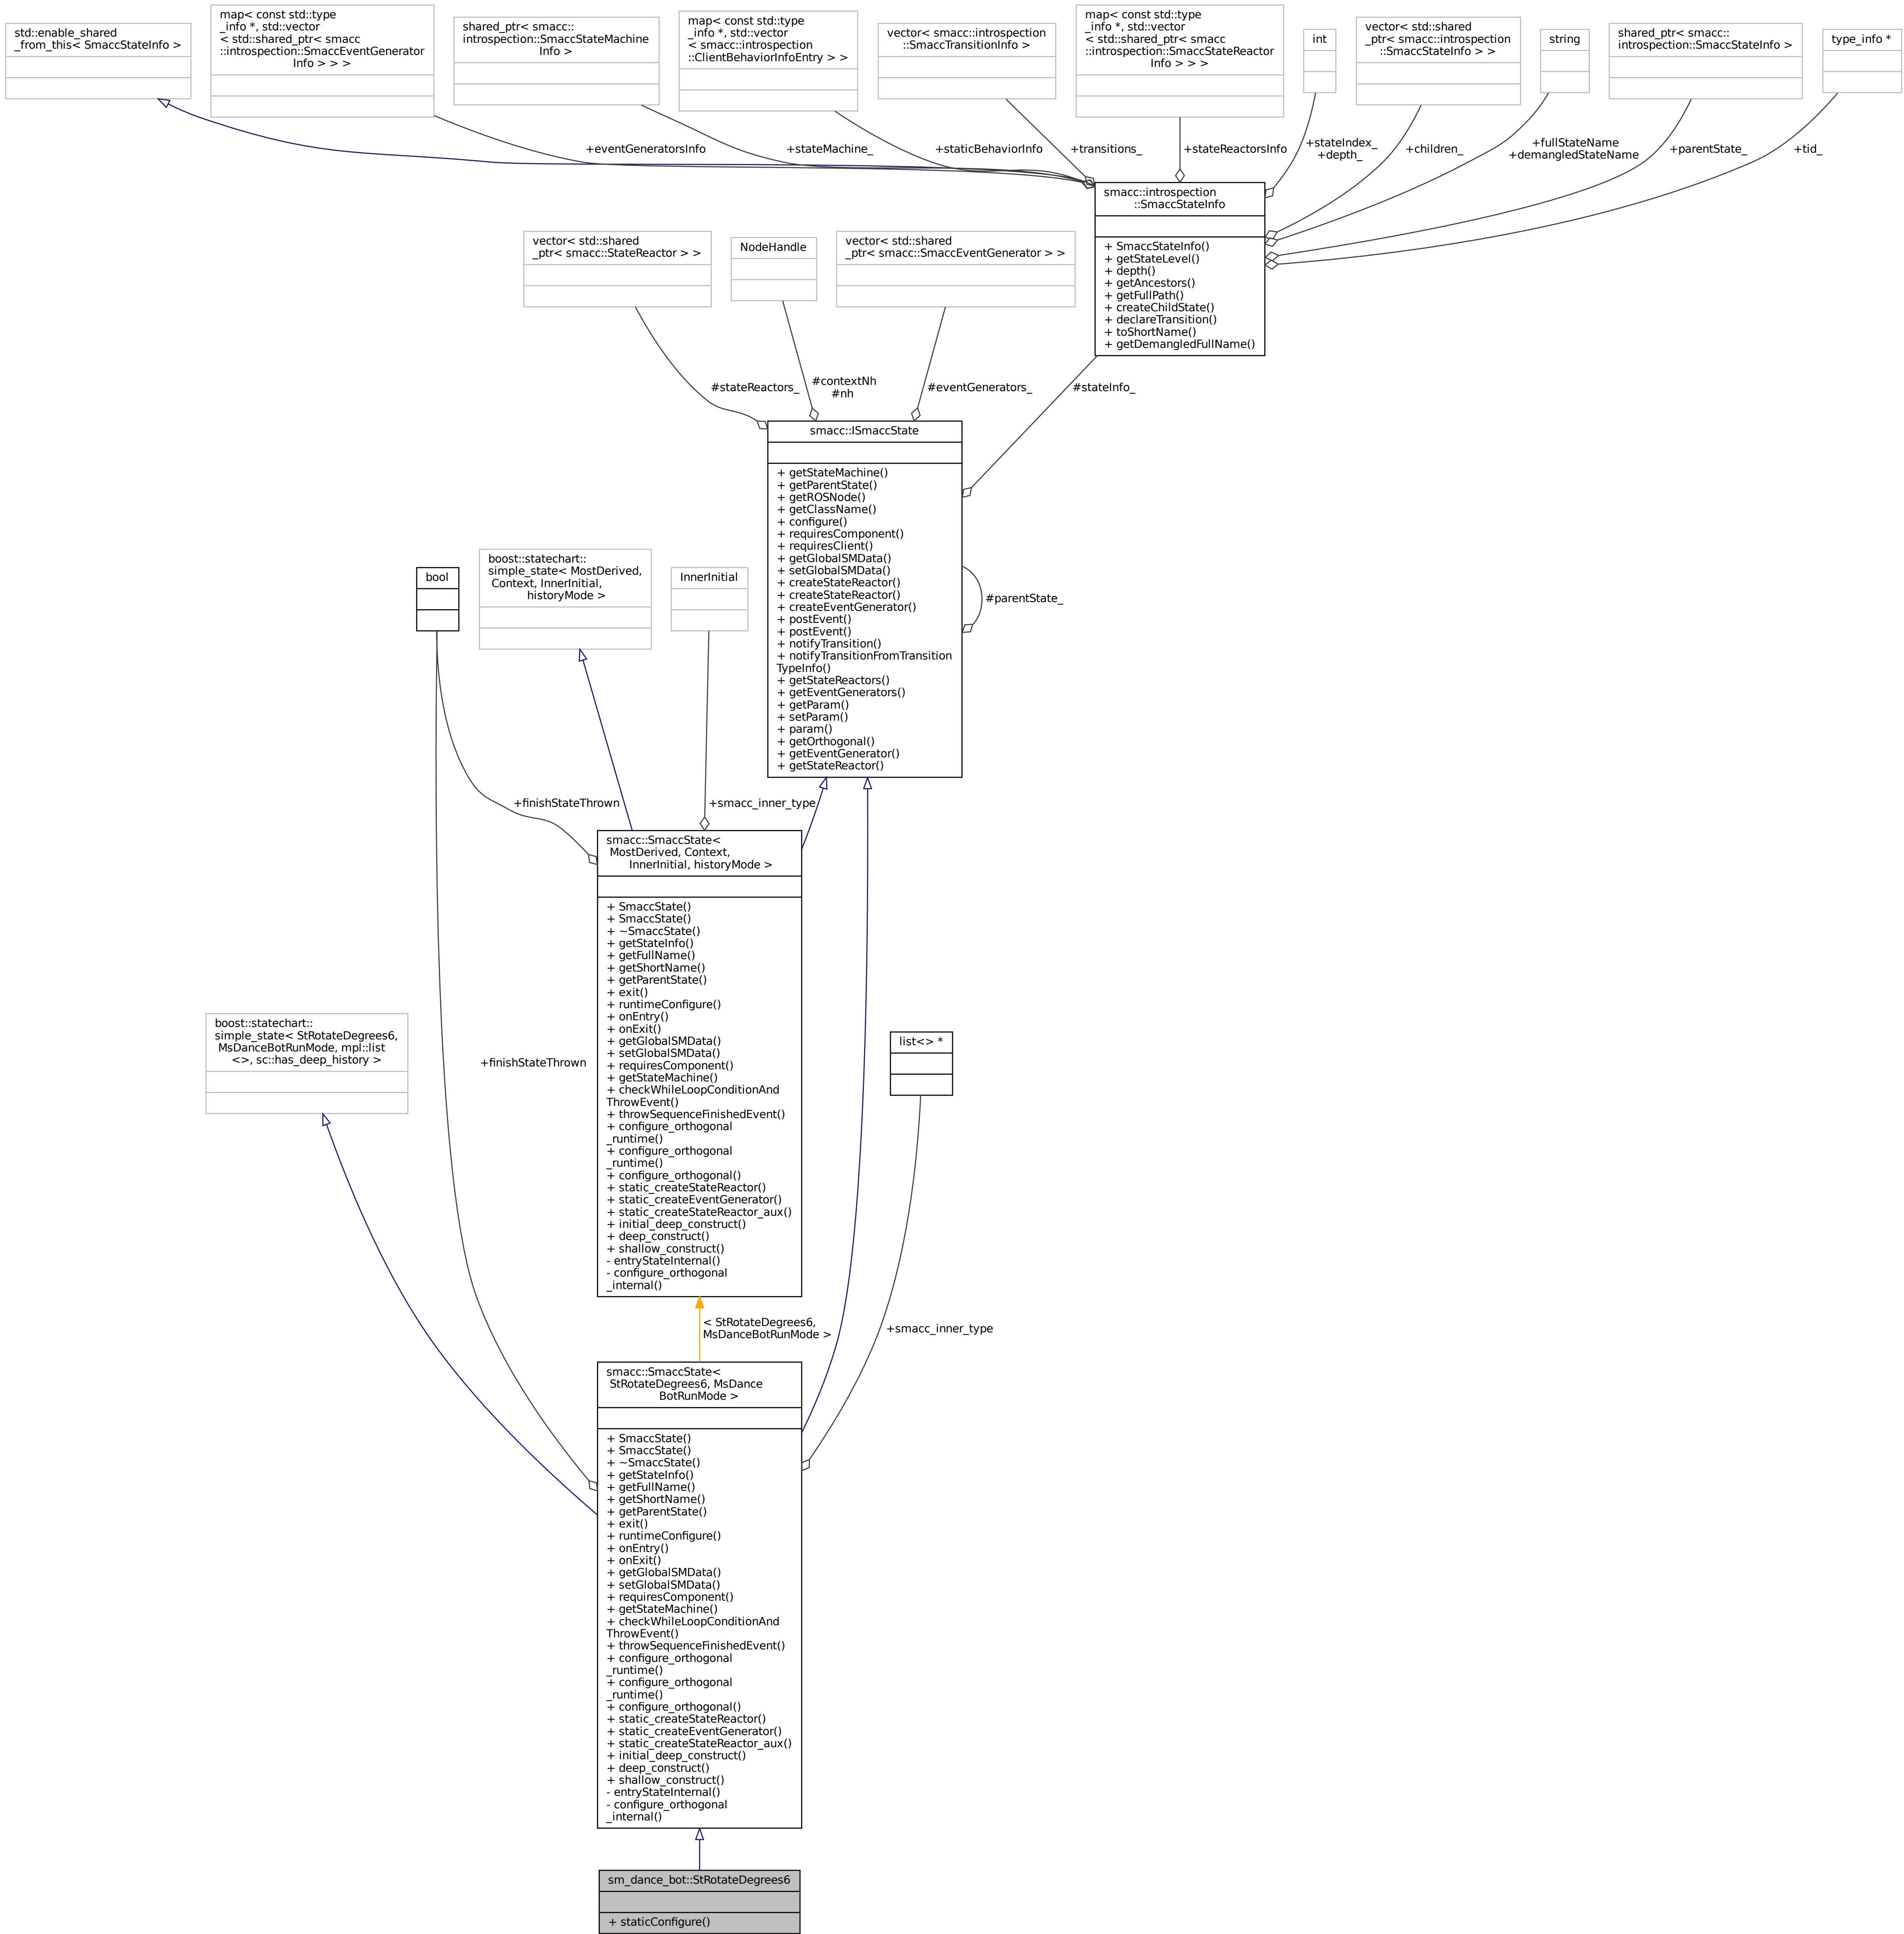 std::enable_shared
_from_this< SmaccStateInfo >
map< const std::type
_info *, std::vector
< std::shared_ptr< smacc
::introspection::SmaccEventGenerator
Info > > >
shared_ptr< smacc::
introspection::SmaccStateMachine
Info >
map< const std::type
_info *, std::vector
< smacc::introspection
::ClientBehaviorInfoEntry > >
vector< smacc::introspection
::SmaccTransitionInfo >
map< const std::type
_info *, std::vector
< std::shared_ptr< smacc
::introspection::SmaccStateReactor
Info > > >
int
vector< std::shared
_ptr< smacc::introspection
::SmaccStateInfo > >
string
shared_ptr< smacc::
introspection::SmaccStateInfo >
type_info *
+eventGeneratorsInfo
+stateMachine_
+staticBehaviorInfo
+transitions_
+stateReactorsInfo
+stateIndex_
+depth_
+children_
+fullStateName
+demangledStateName
+parentState_
+tid_
smacc::introspection
::SmaccStateInfo
+ SmaccStateInfo()
+ getStateLevel()
+ depth()
+ getAncestors()
+ getFullPath()
+ createChildState()
+ declareTransition()
+ toShortName()
+ getDemangledFullName()
vector< std::shared
_ptr< smacc::StateReactor > >
NodeHandle
vector< std::shared
_ptr< smacc::SmaccEventGenerator > >
#stateReactors_
#contextNh
#nh
#eventGenerators_
#stateInfo_
smacc::ISmaccState
+ getStateMachine()
+ getParentState()
+ getROSNode()
+ getClassName()
+ configure()
+ requiresComponent()
+ requiresClient()
+ getGlobalSMData()
+ setGlobalSMData()
+ createStateReactor()
+ createStateReactor()
+ createEventGenerator()
+ postEvent()
+ postEvent()
+ notifyTransition()
+ notifyTransitionFromTransition
TypeInfo()
+ getStateReactors()
+ getEventGenerators()
+ getParam()
+ setParam()
+ param()
+ getOrthogonal()
+ getEventGenerator()
+ getStateReactor()
#parentState_
bool
boost::statechart::
simple_state< MostDerived,
Context, InnerInitial,
historyMode >
InnerInitial
+finishStateThrown
+smacc_inner_type
smacc::SmaccState<
MostDerived, Context,
InnerInitial, historyMode >
+ SmaccState()
+ SmaccState()
+ ~SmaccState()
+ getStateInfo()
+ getFullName()
+ getShortName()
+ getParentState()
+ exit()
+ runtimeConfigure()
+ onEntry()
+ onExit()
+ getGlobalSMData()
+ setGlobalSMData()
+ requiresComponent()
+ getStateMachine()
+ checkWhileLoopConditionAnd
ThrowEvent()
+ throwSequenceFinishedEvent()
+ configure_orthogonal
_runtime()
+ configure_orthogonal
_runtime()
+ configure_orthogonal()
+ static_createStateReactor()
+ static_createEventGenerator()
+ static_createStateReactor_aux()
+ initial_deep_construct()
+ deep_construct()
+ shallow_construct()
- entryStateInternal()
- configure_orthogonal
_internal()
boost::statechart::
simple_state< StRotateDegrees6,
MsDanceBotRunMode, mpl::list
<>, sc::has_deep_history >
+finishStateThrown
list<> *
< StRotateDegrees6,
MsDanceBotRunMode >
+smacc_inner_type
smacc::SmaccState<
StRotateDegrees6, MsDance
BotRunMode >
+ SmaccState()
+ SmaccState()
+ ~SmaccState()
+ getStateInfo()
+ getFullName()
+ getShortName()
+ getParentState()
+ exit()
+ runtimeConfigure()
+ onEntry()
+ onExit()
+ getGlobalSMData()
+ setGlobalSMData()
+ requiresComponent()
+ getStateMachine()
+ checkWhileLoopConditionAnd
ThrowEvent()
+ throwSequenceFinishedEvent()
+ configure_orthogonal
_runtime()
+ configure_orthogonal
_runtime()
+ configure_orthogonal()
+ static_createStateReactor()
+ static_createEventGenerator()
+ static_createStateReactor_aux()
+ initial_deep_construct()
+ deep_construct()
+ shallow_construct()
- entryStateInternal()
- configure_orthogonal
_internal()
sm_dance_bot::StRotateDegrees6
+ staticConfigure()